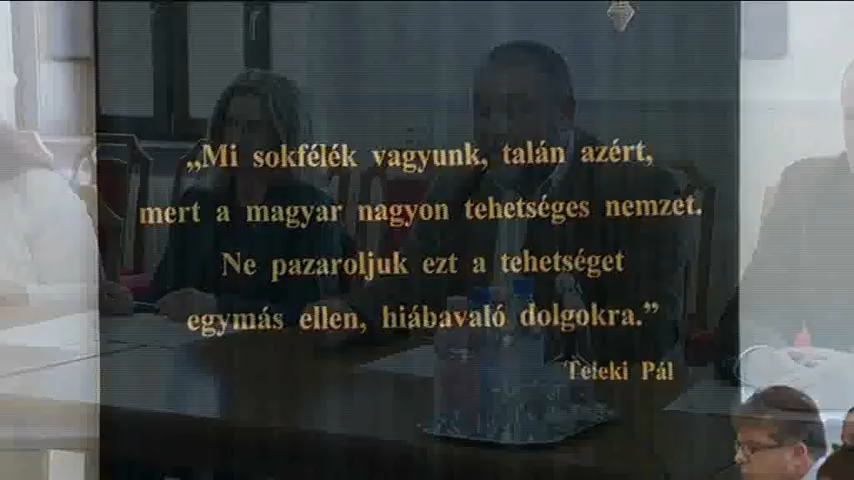 „Mi sokfélék vagyunk, talán azért,
mert a magyar nagyon tehetséges nemzet.
Ne pazaroljuk ezt a tehetséget
egymás ellen, hiábavaló dolgokra.”
Teleki Pál